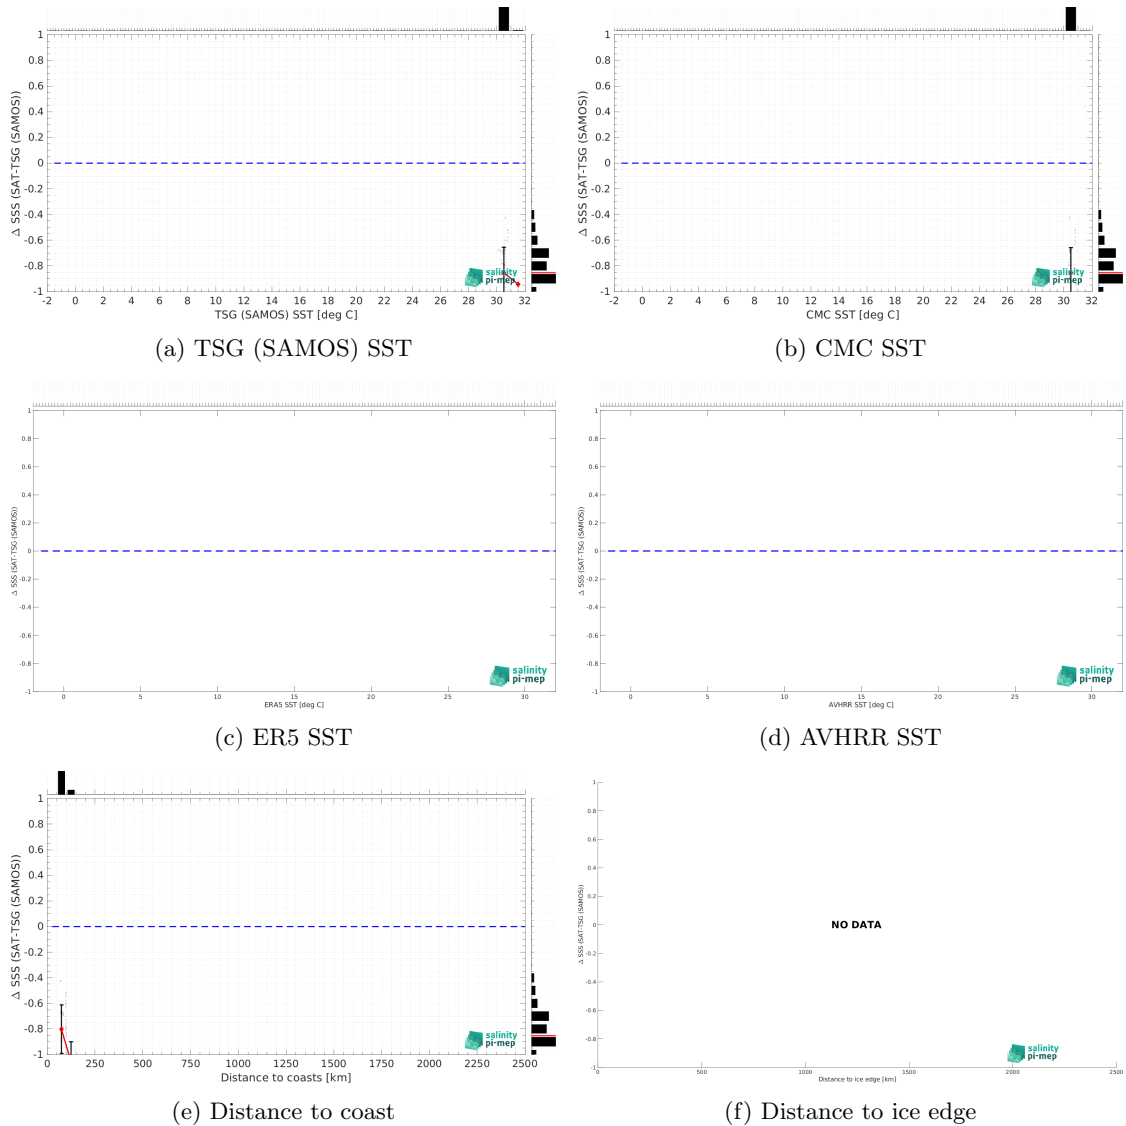 1
0.8
0.6
0.4
0.2
0
-0.2
-0.4
-0.6
-0.8
-1
Δ SSS (SAT-TSG (SAMOS))
-2 0 2 4 6 8 10 12 14 16 18 20 22 24 26 28 30 32
TSG (SAMOS) SST [deg C]
salinity
pi-mep
(a) TSG (SAMOS) SST
1
0.8
0.6
0.4
0.2
0
-0.2
-0.4
-0.6
-0.8
-1
Δ SSS (SAT-TSG (SAMOS))
-2 0 2 4 6 8 10 12 14 16 18 20 22 24 26 28 30 32
CMC SST [deg C]
salinity
pi-mep
(b) CMC SST
1
0.8
0.6
0.4
0.2
0
-0.2
-0.4
-0.6
-0.8
-1
Δ SSS (SAT-TSG (SAMOS))
0 5 10 15 20 25 30
ERA5 SST [deg C]
salinity
pi-mep
(c) ER5 SST
1
0.8
0.6
0.4
0.2
0
-0.2
-0.4
-0.6
-0.8
-1
Δ SSS (SAT-TSG (SAMOS))
0 5 10 15 20 25 30
AVHRR SST [deg C]
salinity
pi-mep
(d) AVHRR SST
1
0.8
0.6
0.4
0.2
0
-0.2
-0.4
-0.6
-0.8
-1
Δ SSS (SAT-TSG (SAMOS))
0 250 500 750 1000 1250 1500 1750 2000 2250 2500
Distance to coasts [km]
salinity
pi-mep
(e) Distance to coast
1
0.8
0.6
0.4
0.2
0
-0.2
-0.4
-0.6
-0.8
-1
Δ SSS (SAT-TSG (SAMOS))
NO DATA
0 500 1000 1500 2000 2500
Distance to ice edge [km]
salinity
pi-mep
(f) Distance to ice edge